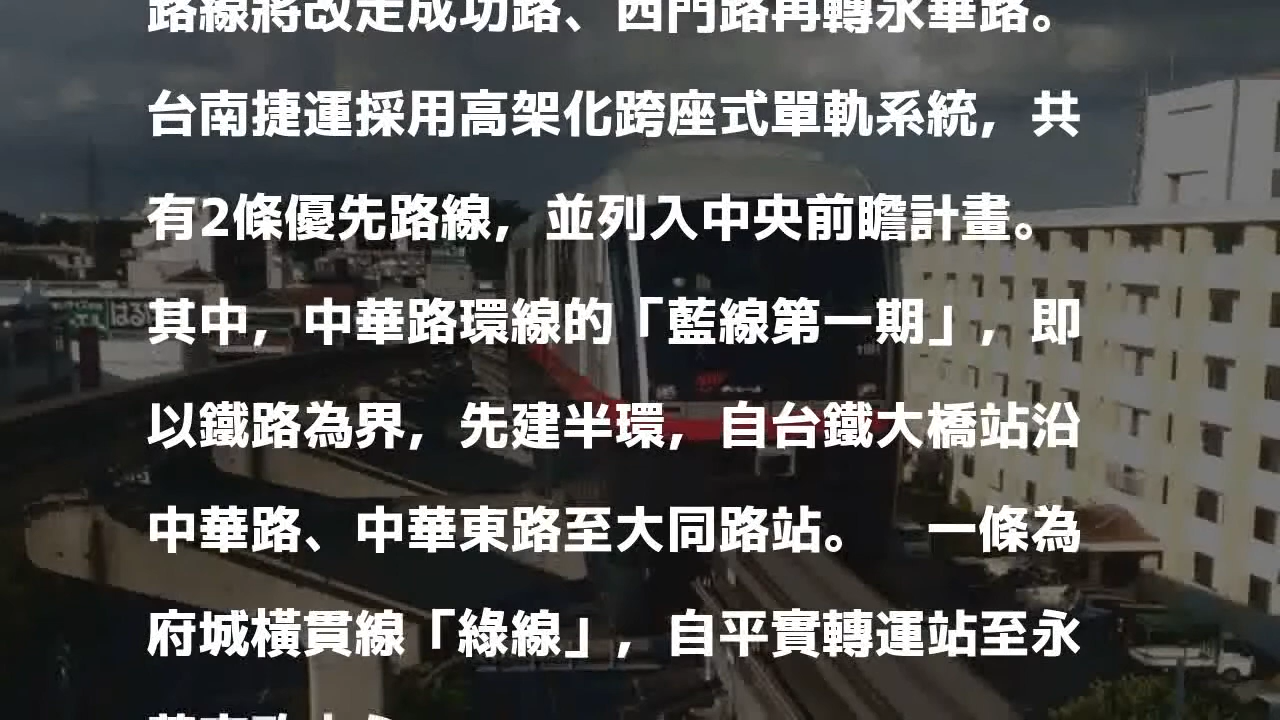 路線將改走成功路、西門路再轉永華路。
台南捷運採用高架化跨座式單軌系統，共
有2條優先路線，並列入中央前瞻計畫。
其中，中華路環線的「藍線第一期」，即
以鐵路為界，先建半環，自台鐵大橋站沿
中華路、中華東路至大同路站。　一條為
府城橫貫線「綠線」，自平實轉運站至永